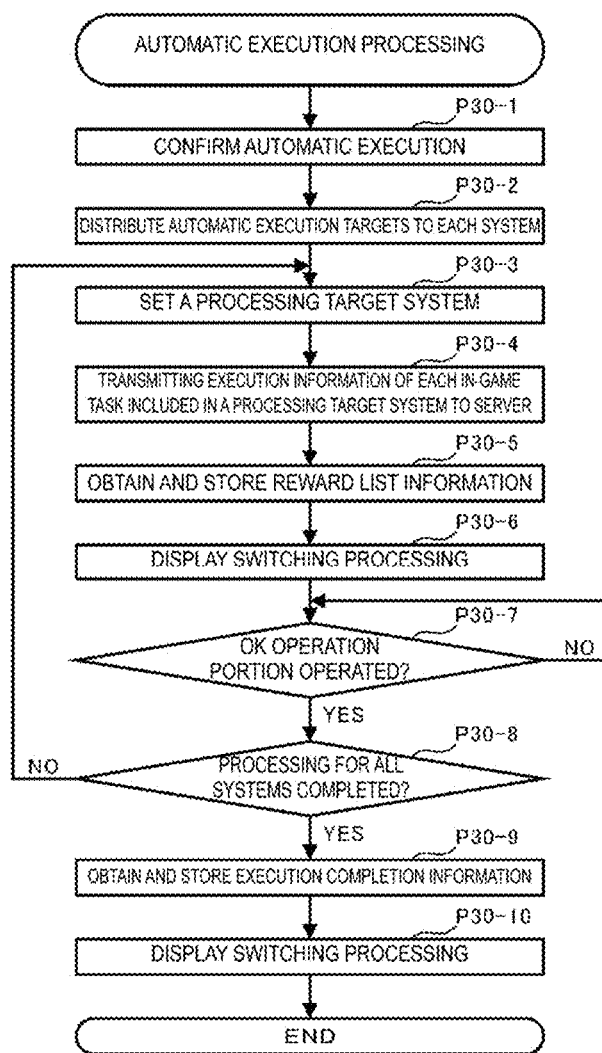 AUTOMATIC EXECUTION PROCESSING
P30-1
CONFIRM AUTOMATIC EXECUTION
P30-2
DISTRIBUTE AUTOMATIC EXECUTION TARGETS TO EACH SYSTEM
P30-3
SET A PROCESSING TARGET SYSTEM
P30-4
TRANSMITTING EXECUTION INFORMATION OF EACH IN-GAME
TASK INCLUDED IN A PROCESSING TARGET SYSTEM TO SERVER
P30-5
OBTAIN AND STORE REWARD LIST INFORMATION
P30-6
DISPLAY SWITCHING PROCESSING
P30-7
OK OPERATION
PORTION OPERATED?
NO
YES
P30-8
NO
PROCESSING FOR ALL
SYSTEMS COMPLETED?
YES
P30-9
OBTAIN AND STORE EXECUTION COMPLETION INFORMATION
P30-10
DISPLAY SWITCHING PROCESSING
END